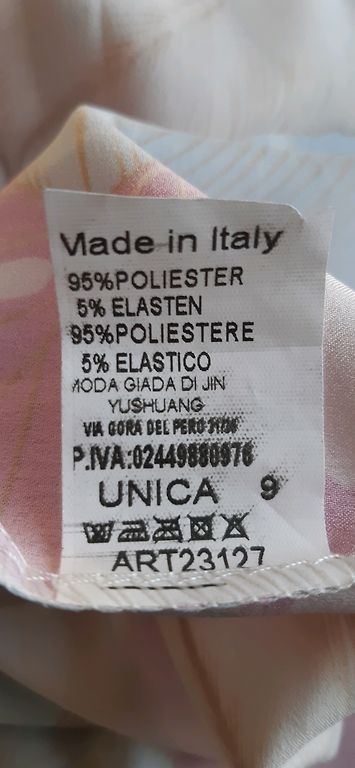 Made in Italy
95%POLIESTER
5% ELASTEN
95%POLIESTERE
5% ELASTICO
MODA GIADA DI JIN
YUSHUANG
VIA GORA DEL PERO
P.IVA:02449880976
UNICA 9
ART23127